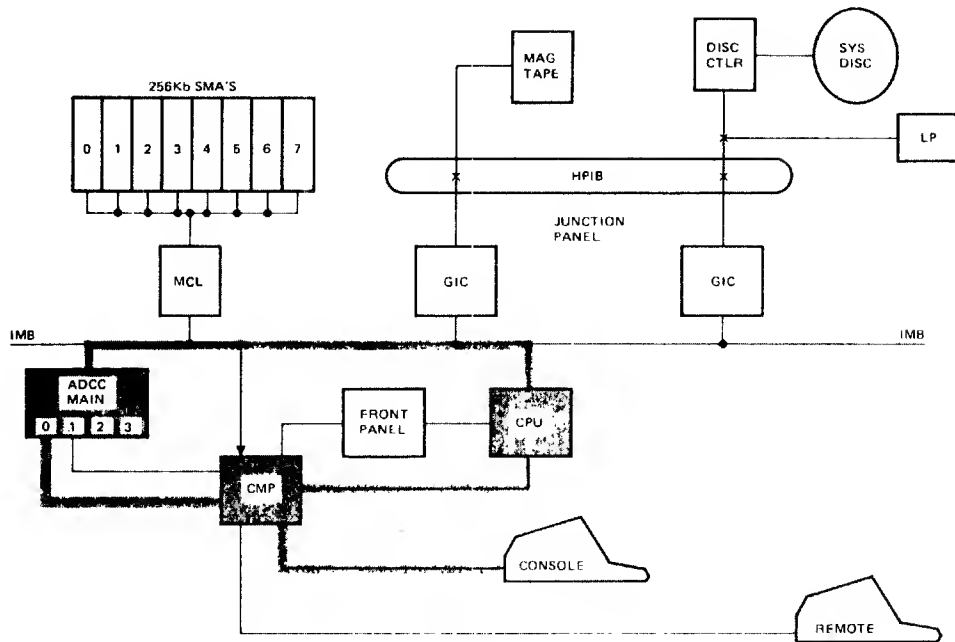 256Kb SMA'S
0 1 2 3 4 5 6 7
MAG
TAPE
DISC
CTLR
SYS
DISC
LP
HPIB
JUNCTION
PANEL
MCL
GIC
GIC
IMB
IMB
ADCC
MAIN
0 1 2 3
FRONT
PANEL
CPU
CMP
CONSOLE
REMOTE